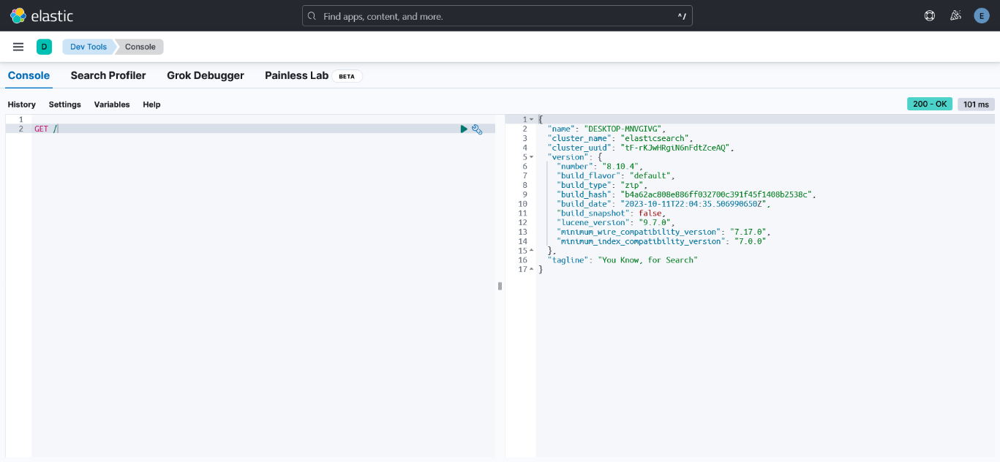 elastic
Find apps, content, and more.
^/
E
D
Dev Tools
Console
Console
Search Profiler
Grok Debugger
Painless Lab
BETA
History
Settings
Variables
Help
200 - OK
101 ms
1
2 GET /
1 {
2 "name": "DESKTOP-MNVGIVG",
3 "cluster_name": "elasticsearch",
4 "cluster_uuid": "tF-rKJwHRgiN6nFdtZceAQ",
5 "version": {
6 "number": "8.10.4",
7 "build_flavor": "default",
8 "build_type": "zip",
9 "build_hash": "b4a62ac808e886ff032700c391f45f1408b2538c",
10 "build_date": "2023-10-11T22:04:35.506990650Z",
11 "build_snapshot": false,
12 "lucene_version": "9.7.0",
13 "minimum_wire_compatibility_version": "7.17.0",
14 "minimum_index_compatibility_version": "7.0.0"
15 },
16 "tagline": "You Know, for Search"
17 }